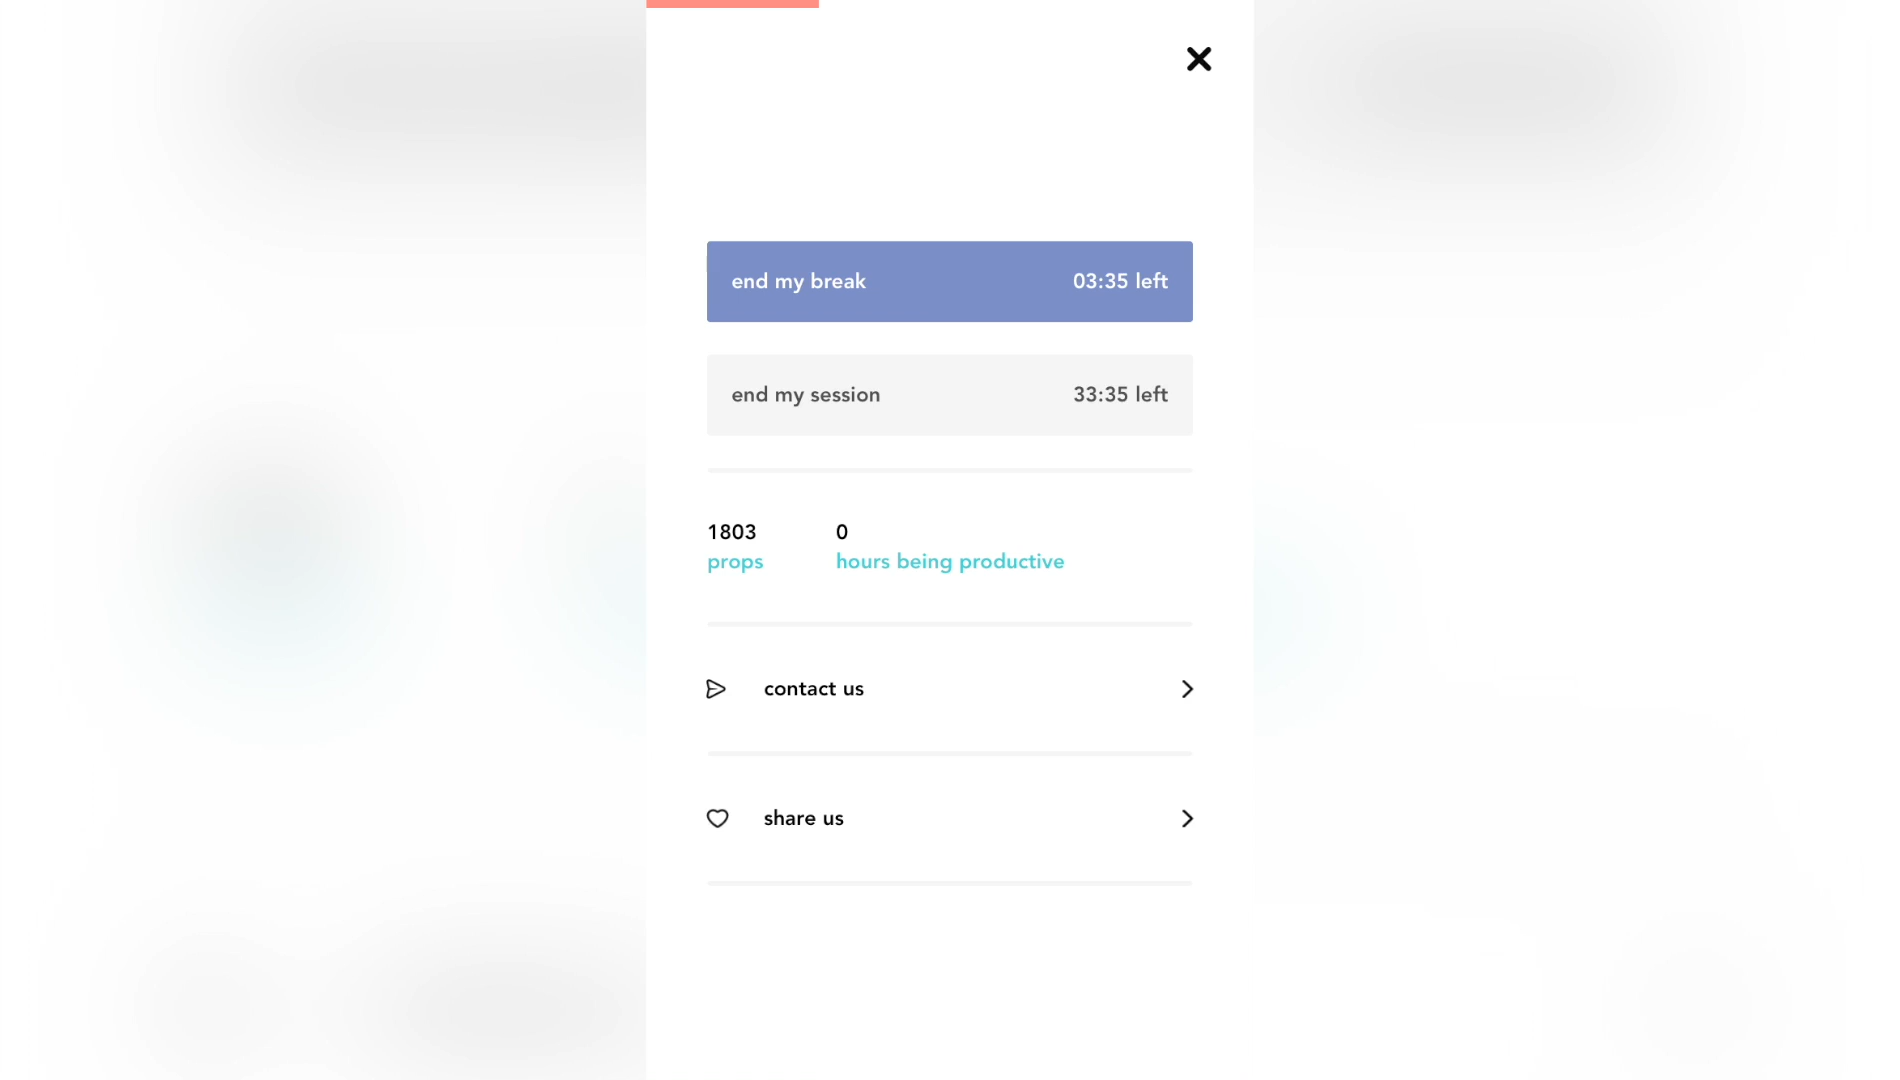 end my break 03:35 left
end my session 33:35 left
1803 0
props hours being productive
contact us
share us